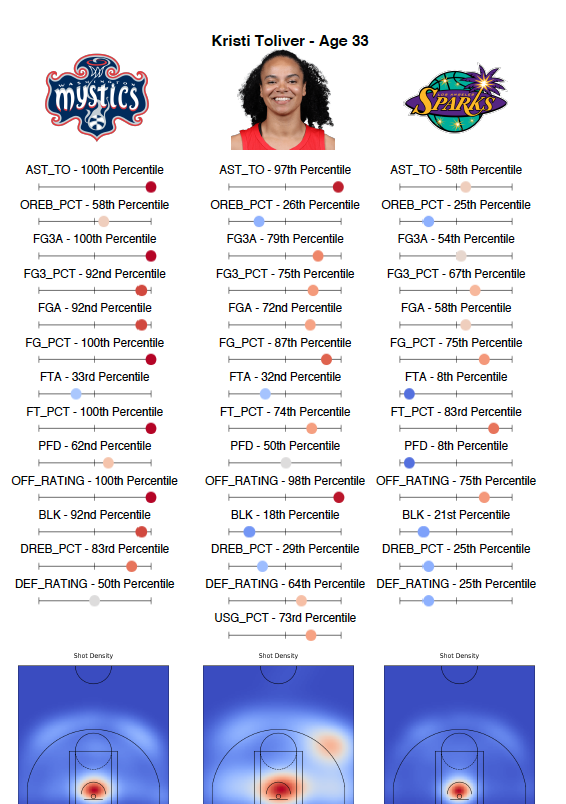 Kristi Toliver - Age 33
WASHINGTON
mystics
LOS ANGELES
SPARKS
AST_TO - 100th Percentile
AST_TO - 97th Percentile
AST_TO - 58th Percentile
OREB_PCT - 58th Percentile
OREB_PCT - 26th Percentile
OREB_PCT - 25th Percentile
FG3A - 100th Percentile
FG3A - 79th Percentile
FG3A - 54th Percentile
FG3_PCT - 92nd Percentile
FG3_PCT - 75th Percentile
FG3_PCT - 67th Percentile
FGA - 92nd Percentile
FGA - 72nd Percentile
FGA - 58th Percentile
FG_PCT - 100th Percentile
FG_PCT - 87th Percentile
FG_PCT - 75th Percentile
FTA - 33rd Percentile
FTA - 32nd Percentile
FTA - 8th Percentile
FT_PCT - 100th Percentile
FT_PCT - 74th Percentile
FT_PCT - 83rd Percentile
PFD - 62nd Percentile
PFD - 50th Percentile
PFD - 8th Percentile
OFF_RATING - 100th Percentile
OFF_RATING - 98th Percentile
OFF_RATING - 75th Percentile
BLK - 92nd Percentile
BLK - 18th Percentile
BLK - 21st Percentile
DREB_PCT - 83rd Percentile
DREB_PCT - 29th Percentile
DREB_PCT - 25th Percentile
DEF_RATING - 50th Percentile
DEF_RATING - 64th Percentile
DEF_RATING - 25th Percentile
USG_PCT - 73rd Percentile
Shot Density
Shot Density
Shot Density